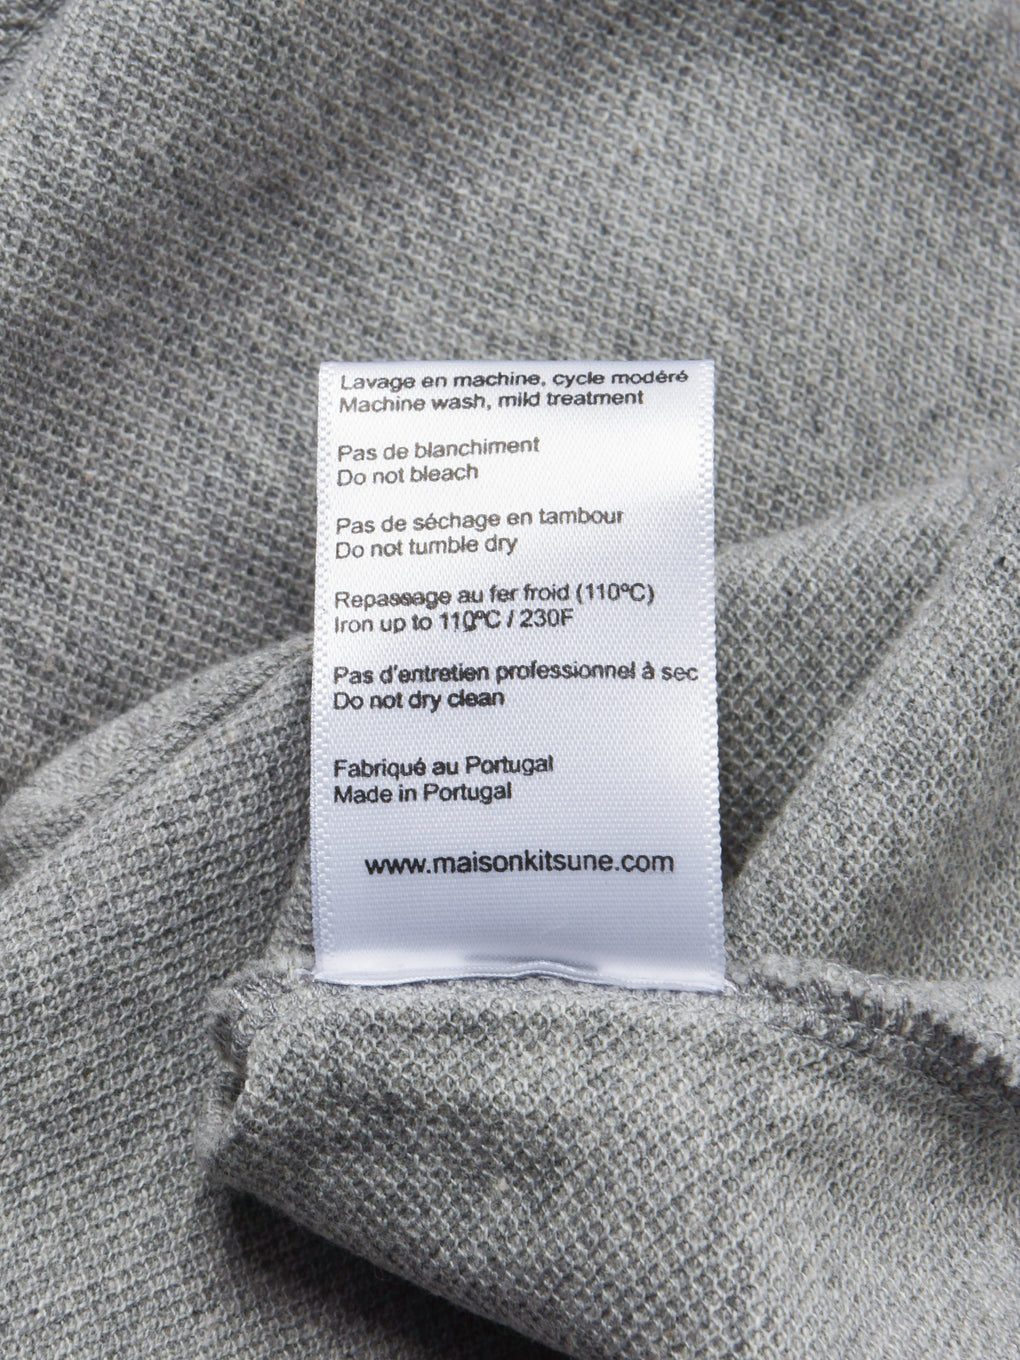 Lavage en machine, cycle modéré
Machine wash, mild treatment
Pas de blanchiment
Do not bleach
Pas de séchage en tambour
Do not tumble dry
Repassage au fer froid (110ºC)
Iron up to 110ºC / 230F
Pas d'entretien professionnel à sec
Do not dry clean
Fabriqué au Portugal
Made in Portugal
www.maisonkitsune.com